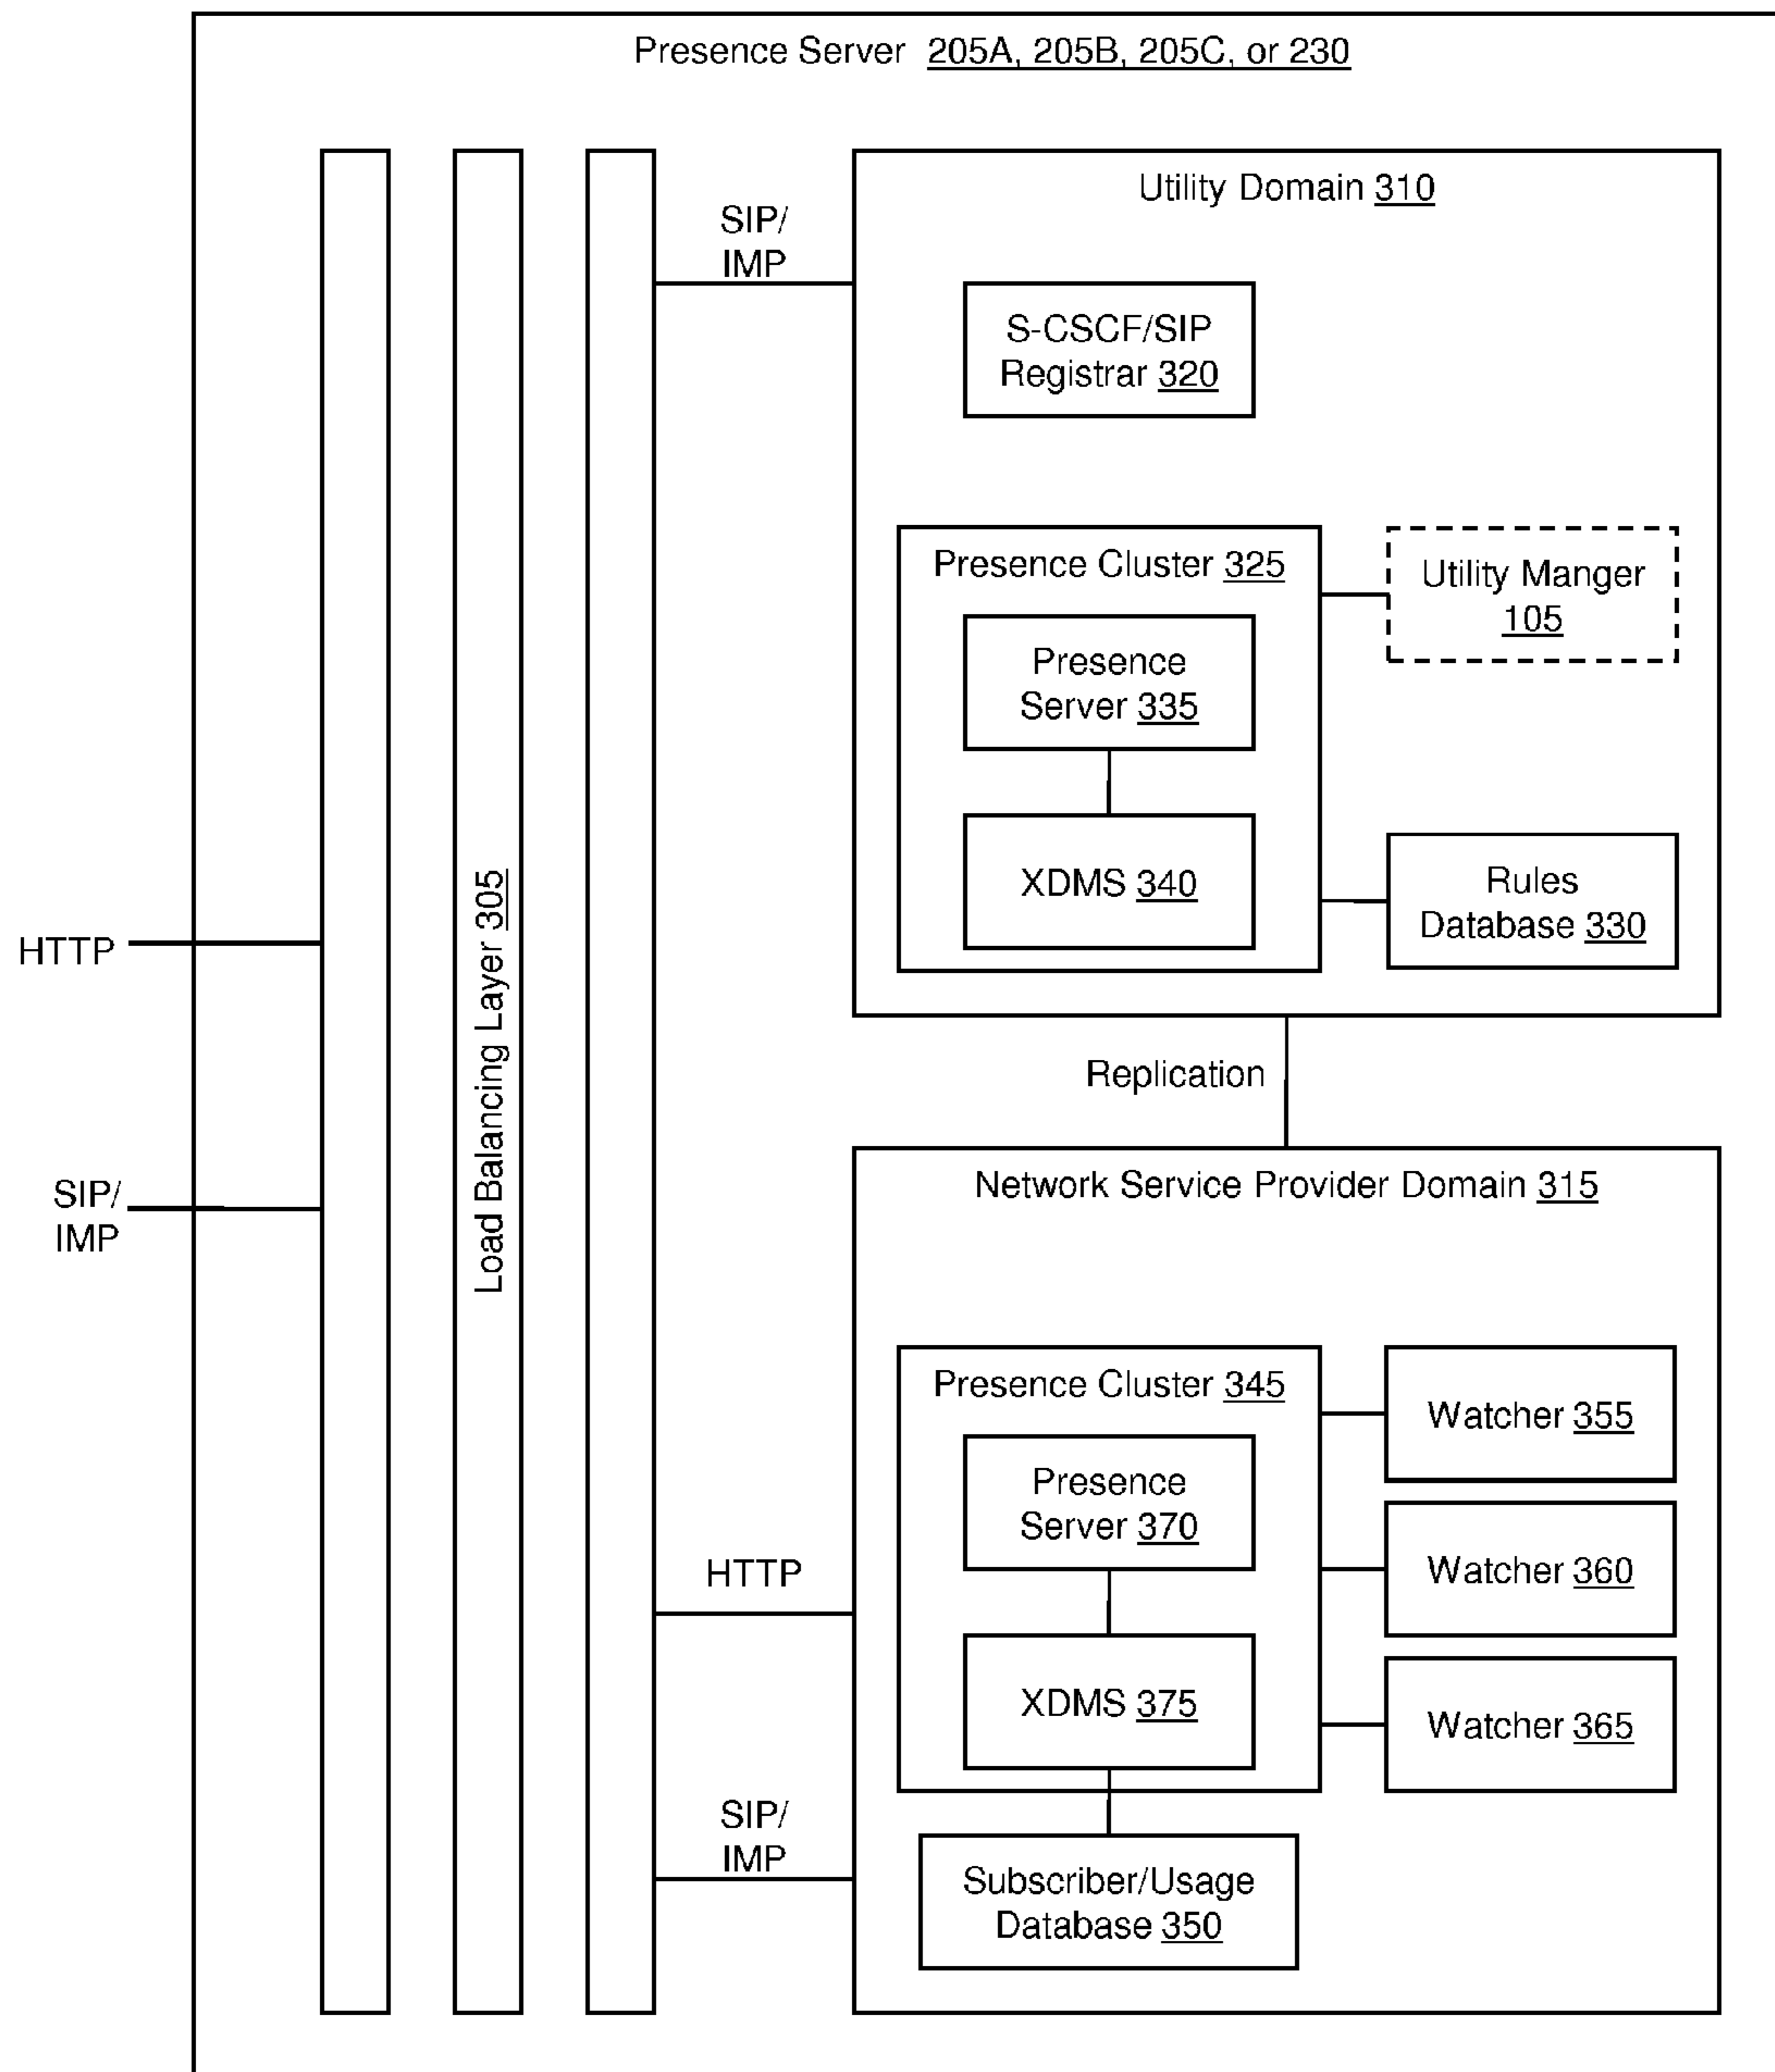 Presence Server 205A, 205B, 205C, or 230
HTTP
SIP/
IMP
Load Balancing Layer 305
SIP/
IMP
HTTP
SIP/
IMP
Utility Domain 310
S-CSCF/SIP
Registrar 320
Presence Cluster 325
Presence
Server 335
XDMS 340
Utility Manger
105
Rules
Database 330
Replication
Network Service Provider Domain 315
Presence Cluster 345
Presence
Server 370
XDMS 375
Watcher 355
Watcher 360
Watcher 365
Subscriber/Usage
Database 350